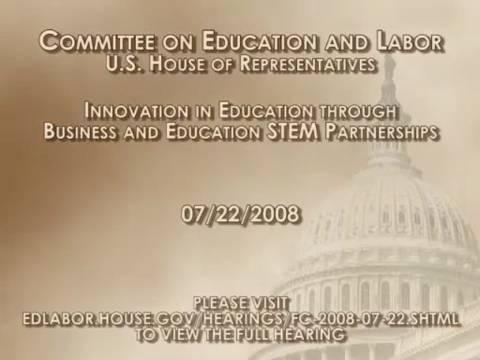 Committee on Education and Labor
U.S. House of Representatives
Innovation in Education through
Business and Education STEM Partnerships
07/22/2008
PLEASE VISIT
EDLABOR.HOUSE.GOV/HEARINGS/FC-2008-07-22.SHTML
TO VIEW THE FULL HEARING